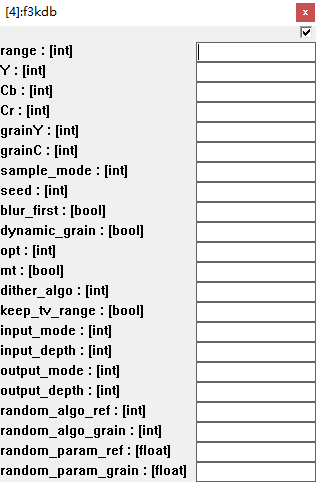 [4]:f3kdb
range : [int]
Y : [int]
Cb : [int]
Cr : [int]
grainY : [int]
grainC : [int]
sample_mode : [int]
seed : [int]
blur_first : [bool]
dynamic_grain : [bool]
opt : [int]
mt : [bool]
dither_algo : [int]
keep_tv_range : [bool]
input_mode : [int]
input_depth : [int]
output_mode : [int]
output_depth : [int]
random_algo_ref : [int]
random_algo_grain : [int]
random_param_ref : [float]
random_param_grain : [float]